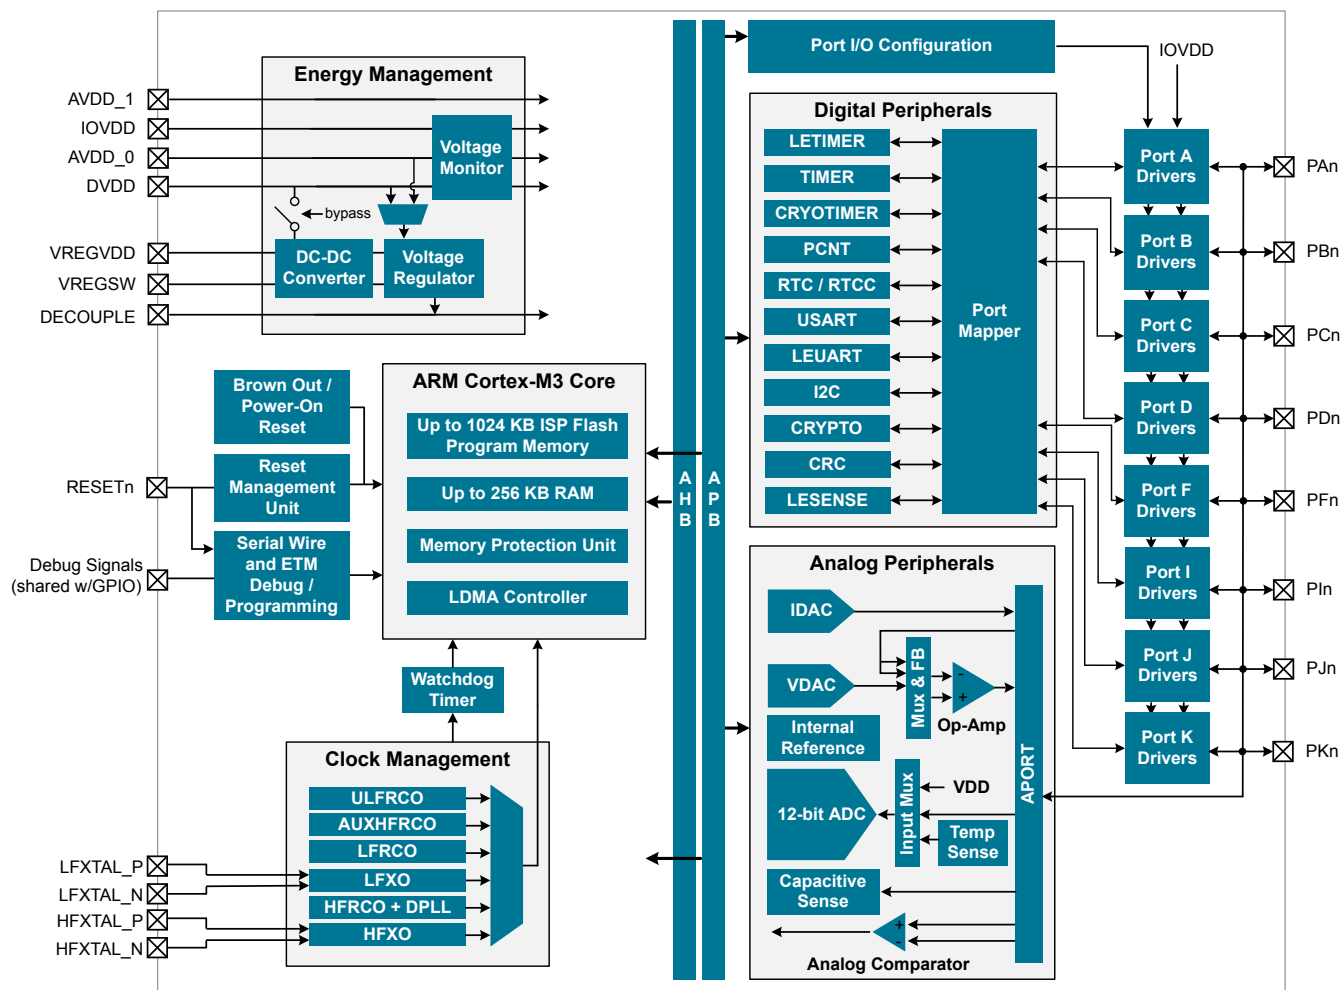 Energy Management
AVDD_1
IOVDD
AVDD_0
DVDD
VREGVDD
VREGSW
DECOUPLE
Voltage
Monitor
bypass
DC-DC
Converter
Voltage
Regulator
Brown Out /
Power-On
Reset
Reset
Management
Unit
Serial Wire
and ETM
Debug /
Programming
RESETn
Debug Signals
(shared w/GPIO)
ARM Cortex-M3 Core
Up to 1024 KB ISP Flash
Program Memory
Up to 256 KB RAM
Memory Protection Unit
LDMA Controller
Watchdog
Timer
Clock Management
ULFRCO
AUXHFRCO
LFRCO
LFXO
HFRCO + DPLL
HFXO
LFXTAL_P
LFXTAL_N
HFXTAL_P
HFXTAL_N
A
H
B
A
P
B
Port I/O Configuration
IOVDD
Digital Peripherals
LETIMER
TIMER
CRYOTIMER
PCNT
RTC / RTCC
USART
LEUART
I2C
CRYPTO
CRC
LESENSE
Port
Mapper
Analog Peripherals
IDAC
VDAC
Mux & FB
-
+
Op-Amp
Internal
Reference
12-bit ADC
Input Mux
VDD
Temp
Sense
Capacitive
Sense
+
-
Analog Comparator
APORT
Port A
Drivers
Port B
Drivers
Port C
Drivers
Port D
Drivers
Port F
Drivers
Port I
Drivers
Port J
Drivers
Port K
Drivers
PAn
PBn
PCn
PDn
PFn
PIn
PJn
PKn